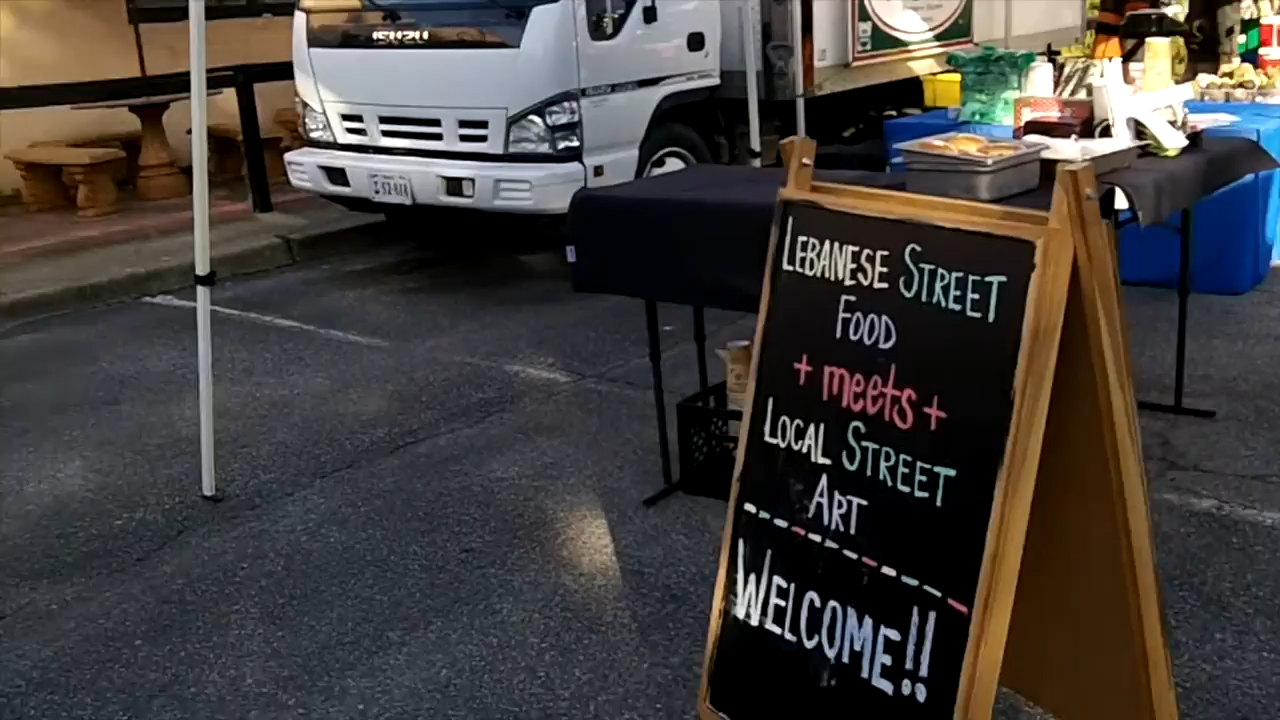 ISUZU
LEBANESE STREET
FOOD
+ meets +
LOCAL STREET
ART
WELCOME!!